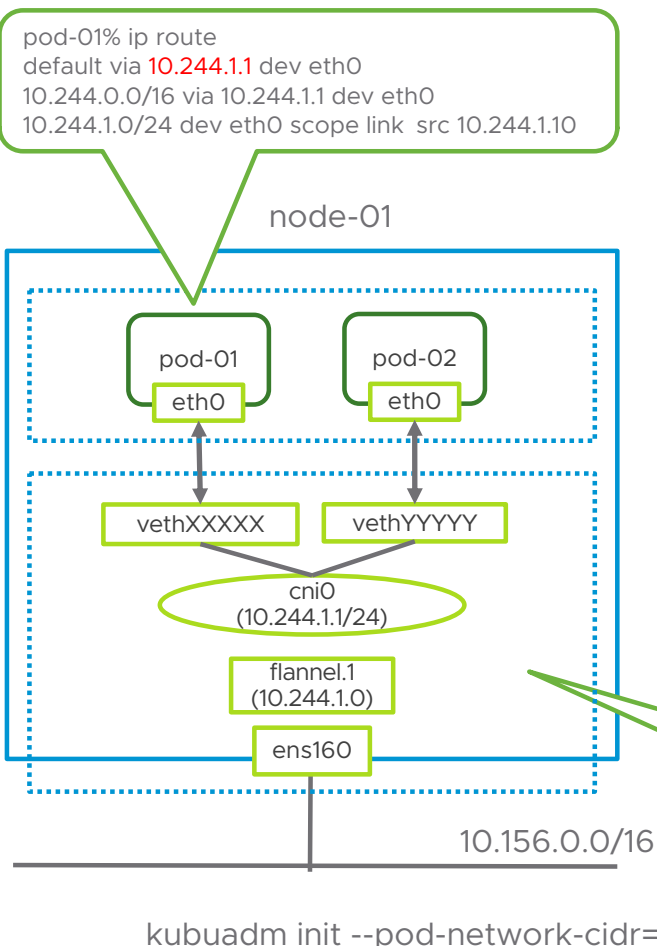 pod-01% ip route
default via 10.244.1.1 dev eth0
10.244.0.0/16 via 10.244.1.1 dev eth0
10.244.1.0/24 dev eth0 scope link  src 10.244.1.10
node-01
pod-01
pod-02
eth0
eth0
vethXXXXX
vethYYYYY
cni0
(10.244.1.1/24)
flannel.1
(10.244.1.0)
ens160
10.156.0.0/16
kubuadm init --pod-network-cidr=